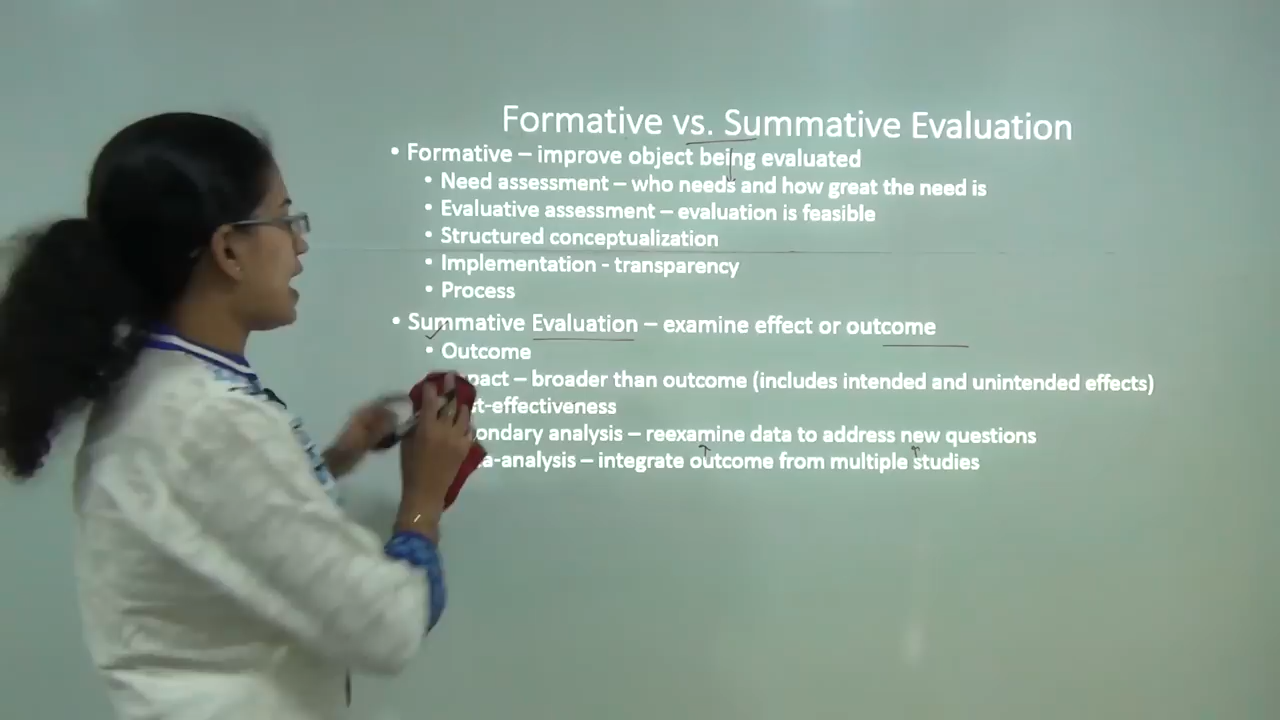 Formative vs. Summative Evaluation
• Formative – improve object being evaluated
• Need assessment – who needs and how great the need is
• Evaluative assessment – evaluation is feasible
• Structured conceptualization
• Implementation - transparency
• Process
• Summative Evaluation – examine effect or outcome
• Outcome
pact – broader than outcome (includes intended and unintended effects)
st-effectiveness
ondary analysis – reexamine data to address new questions
a-analysis – integrate outcome from multiple studies